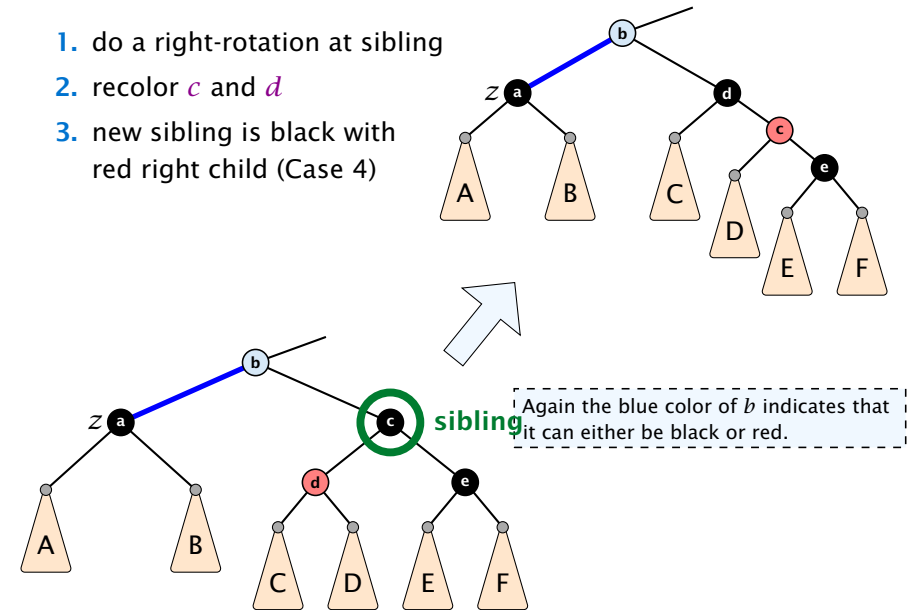 1. do a right-rotation at sibling
2. recolor c and d
3. new sibling is black with
red right child (Case 4)
b
z a
d
c
e
A
B
C
D
E
F
b
z a
c
sibling
Again the blue color of b indicates that
it can either be black or red.
d
e
A
B
C
D
E
F